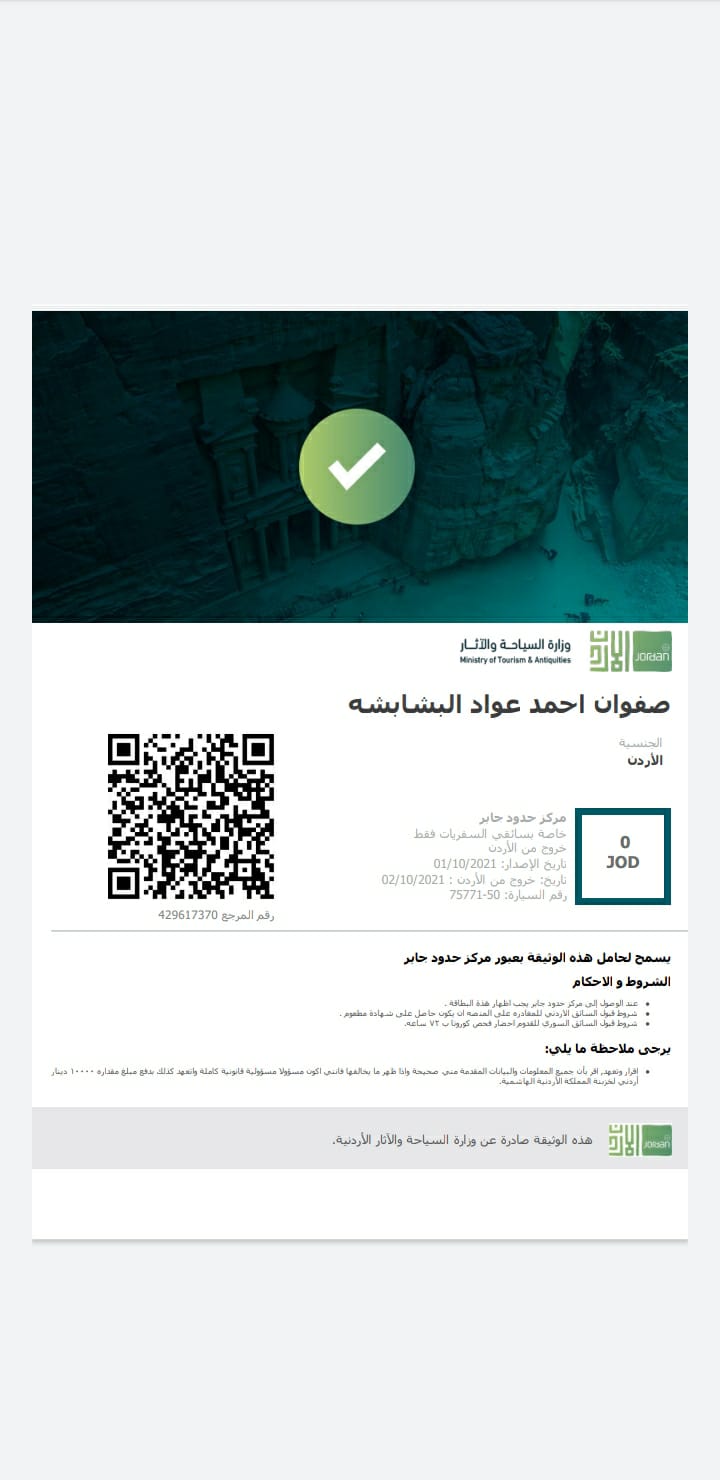 وزارة السياحة والآثار
Ministry of Tourism & Antiquities
الأردن
Jordan
صفوان احمد عواد البشابشه
الجنسية
الأردن
0
JOD
مركز حدود جابر
خاصة بسائقي السفريات فقط
خروج من الأردن
تاريخ الإصدار: 01/10/2021
تاريخ: خروج من الأردن : 02/10/2021
رقم السيارة: 50-75771
رقم المرجع 429617370
يسمح لحامل هذه الوثيقة بعبور مركز حدود جابر
الشروط و الاحكام
عند الوصول إلى مركز حدود جابر يجب اظهار هذة البطاقة .
شروط قبول السائق الاردني للمغادره على المنصه ان يكون حاصل على شهادة مطعوم .
شروط قبول السائق السوري للقدوم احضار فحص كورونا ب ٧٢ ساعه.
يرجى ملاحظة ما يلي:
اقرار وتعهد, اقر بأن جميع المعلومات والبيانات المقدمة مني صحيحة واذا ظهر ما يخالفها فانني اكون مسؤولا مسؤولية قانونية كاملة واتعهد كذلك بدفع مبلغ مقداره ١٠٠٠٠ دينار
أردني لخزينة المملكة الأردنية الهاشمية.
الأردن
Jordan
هذه الوثيقة صادرة عن وزارة السياحة والآثار الأردنية.